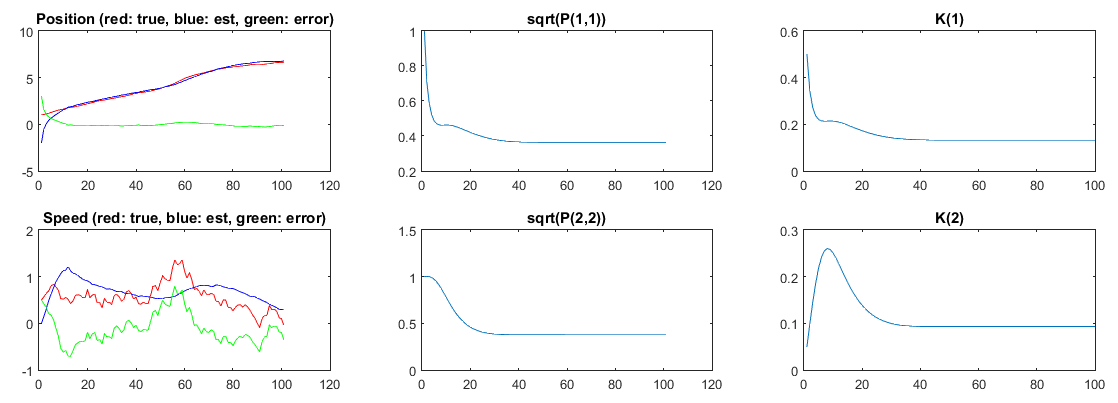 Position (red: true, blue: est, green: error)
10
5
0
-5
0 20 40 60 80 100 120
sqrt(P(1,1))
1
0.8
0.6
0.4
0.2
0 20 40 60 80 100 120
K(1)
0.6
0.4
0.2
0
0 20 40 60 80 100
Speed (red: true, blue: est, green: error)
2
1
0
-1
0 20 40 60 80 100 120
sqrt(P(2,2))
1.5
1
0.5
0
0 20 40 60 80 100 120
K(2)
0.3
0.2
0.1
0
0 20 40 60 80 100